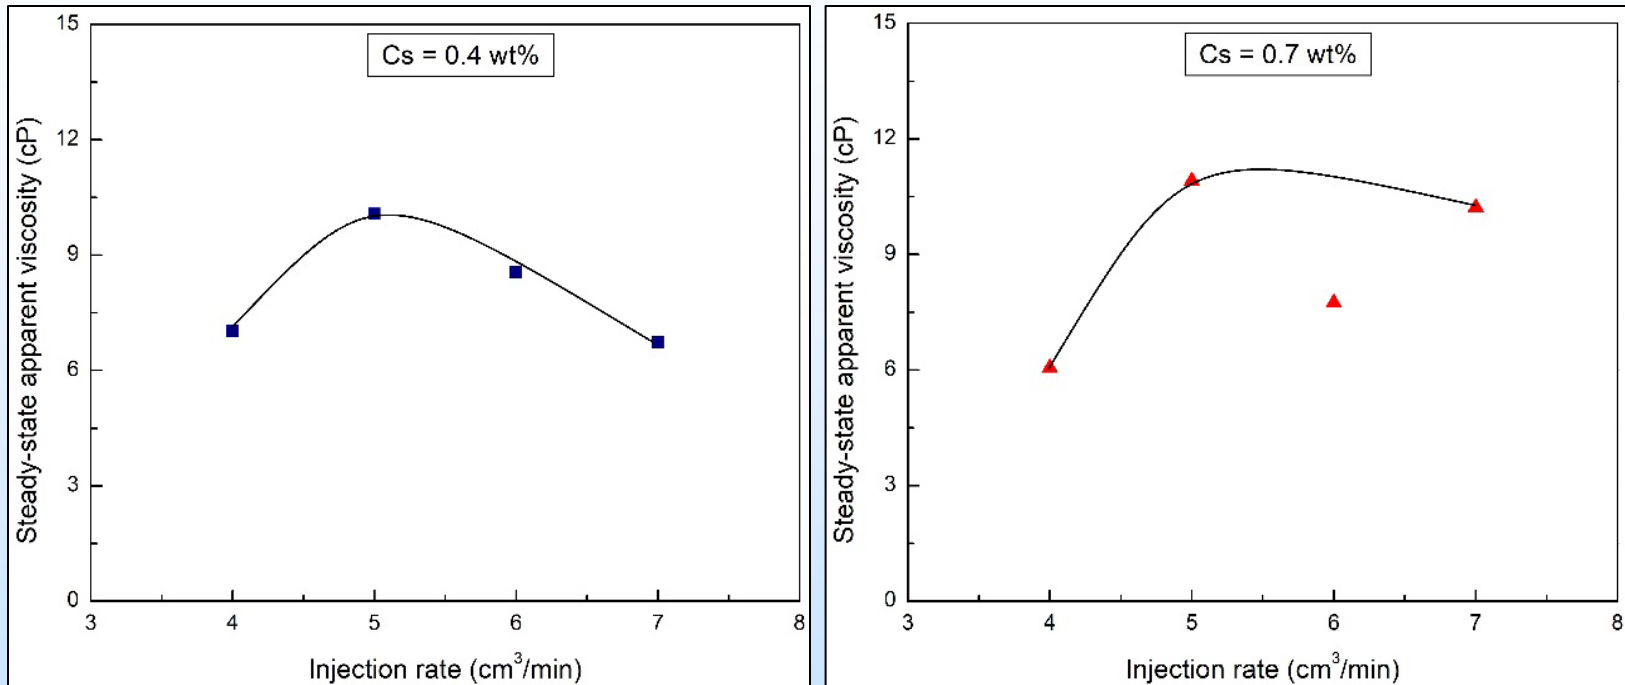 Cs = 0.4 wt%
Steady-state apparent viscosity (cP)
15
12
9
6
3
0
3 4 5 6 7 8
Injection rate (cm³/min)
Cs = 0.7 wt%
Steady-state apparent viscosity (cP)
15
12
9
6
3
0
3 4 5 6 7 8
Injection rate (cm³/min)